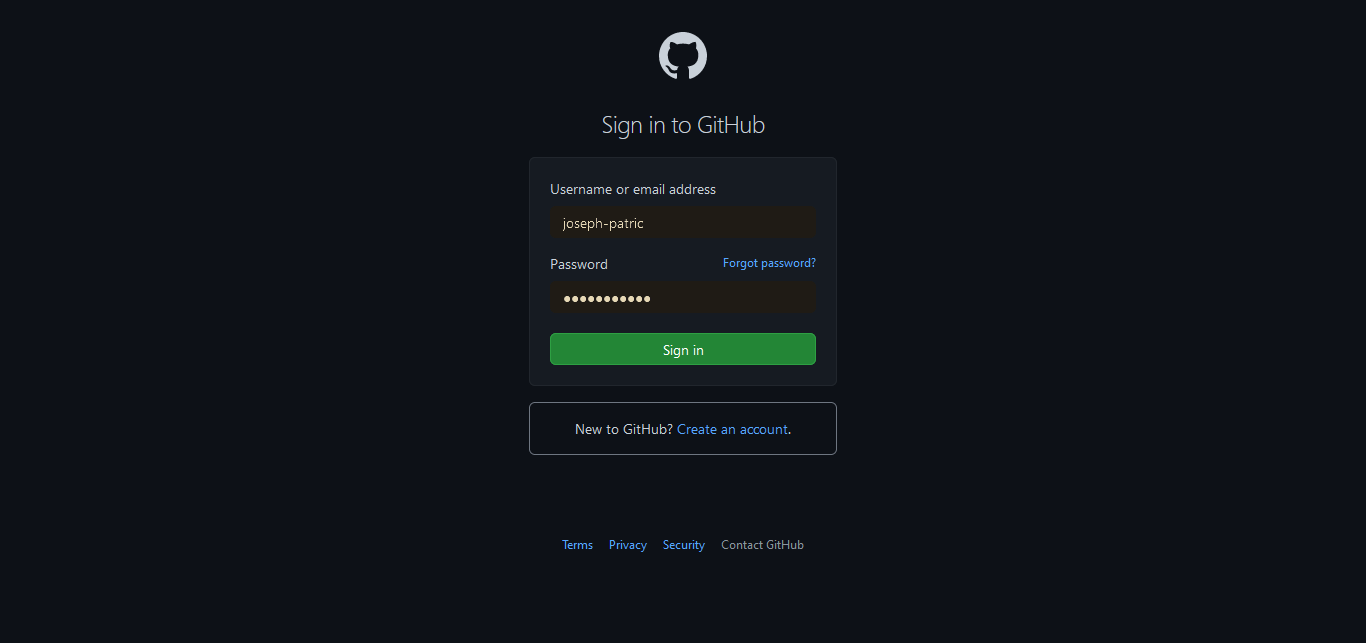 Sign in to GitHub
Username or email address
joseph-patric
Password Forgot password?
●●●●●●●●●●●
Sign in
New to GitHub? Create an account.
Terms Privacy Security Contact GitHub